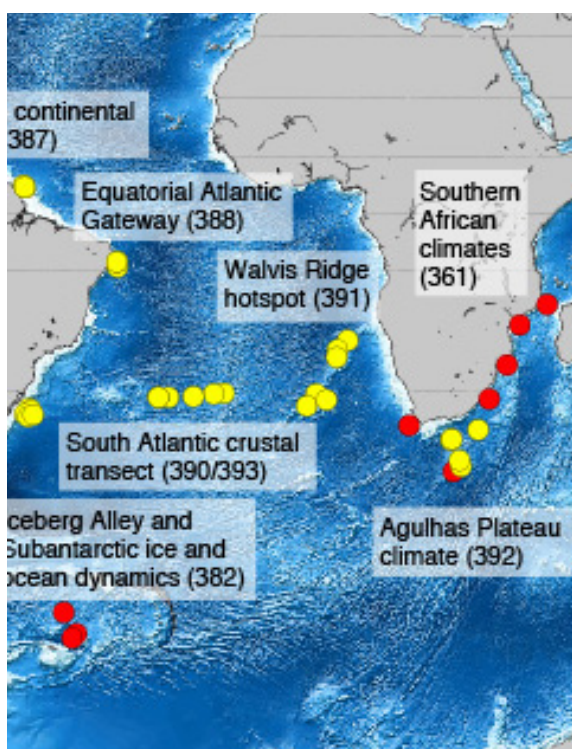 continental
387)
Equatorial Atlantic
Gateway (388)
Southern
African
climates
(361)
Walvis Ridge
hotspot (391)
South Atlantic crustal
transect (390/393)
ceberg Alley and
Subantarctic ice and
ocean dynamics (382)
Agulhas Plateau
climate (392)